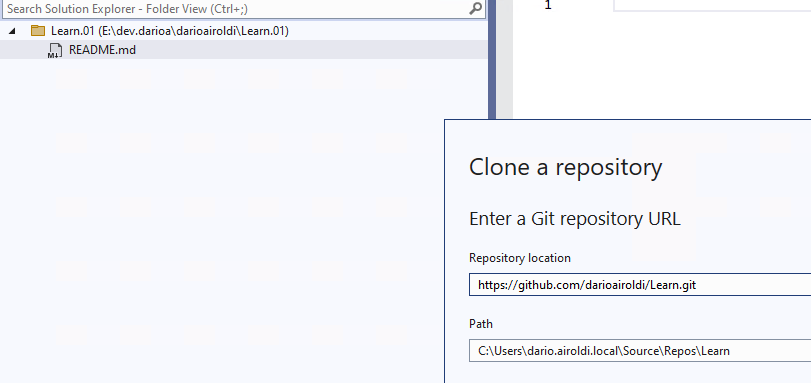 Search Solution Explorer - Folder View (Ctrl+;)
1
Learn.01 (E:\dev.darioa\darioairoldi\Learn.01)
M↓ README.md
Clone a repository
Enter a Git repository URL
Repository location
https://github.com/darioairoldi/Learn.git
Path
C:\Users\dario.airoldi.local\Source\Repos\Learn